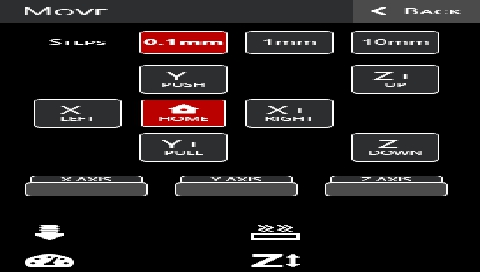 Move < Back
Steps 0.1mm 1mm 10mm
Y Z+
PUSH UP
X X+
LEFT HOME RIGHT
Y+ Z
PULL DOWN
X AXIS Y AXIS Z AXIS
Z